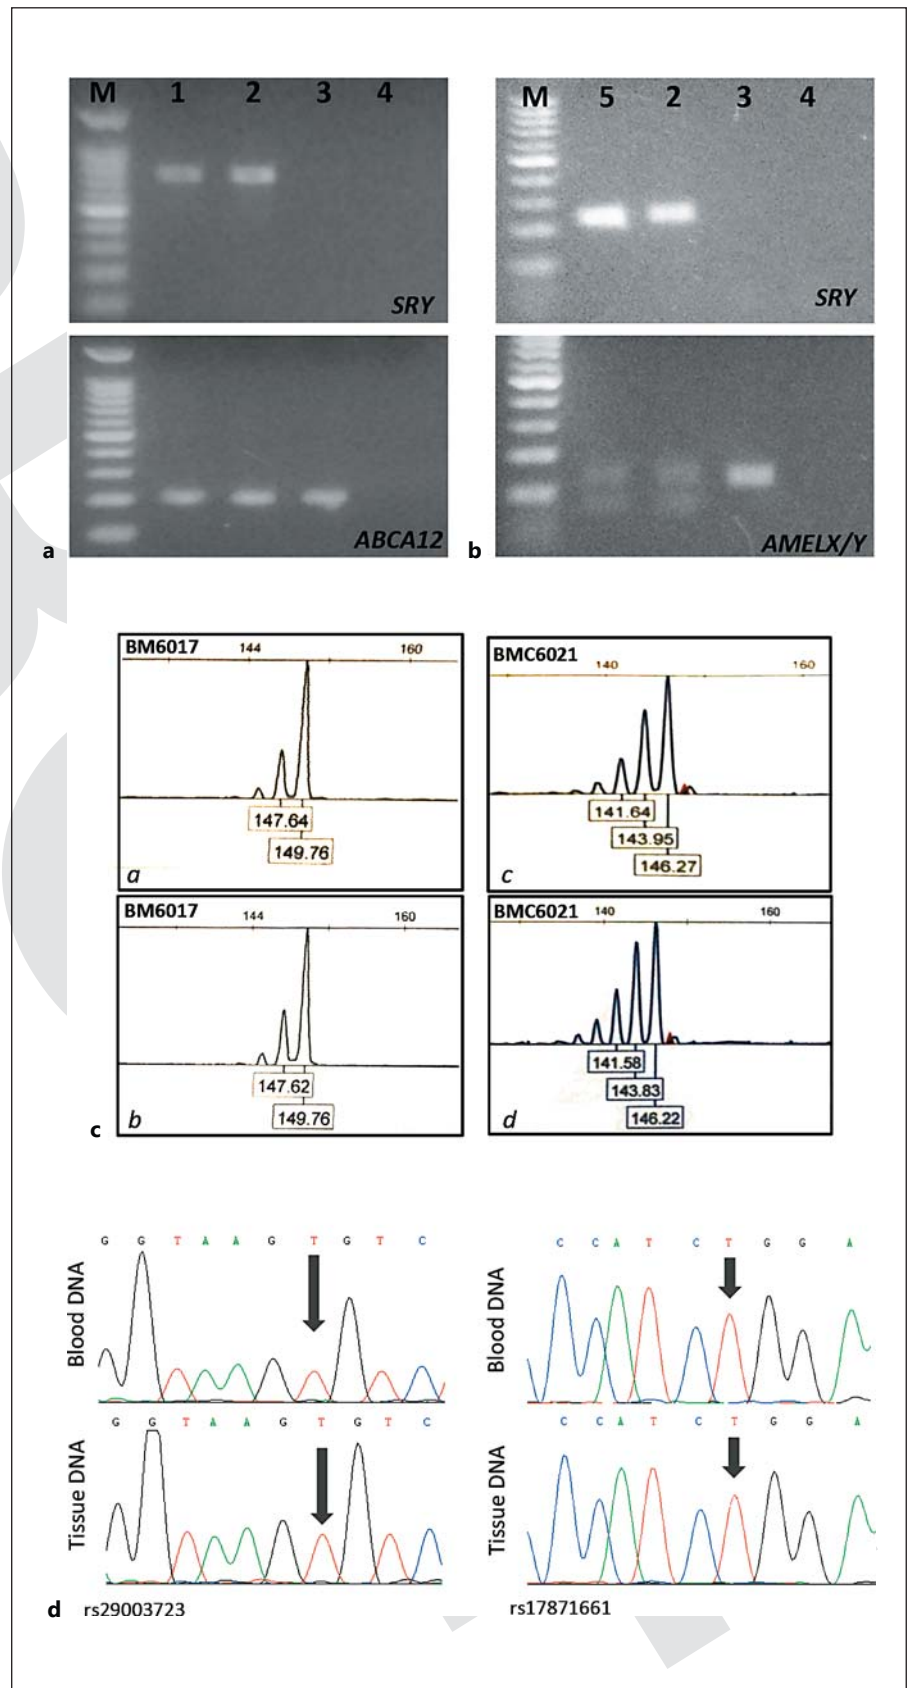 M 1 2 3 4
SRY
ABCA12
a
M 5 2 3 4
SRY
AMELX/Y
b
BM6017 144 160
147.64
149.76
a
BMC6021 140 160
141.64
143.95
146.27
c
BM6017 144 160
147.62
149.76
b
BMC6021 140 160
141.58
143.83
146.22
d
c
G G T A A G T G T C
Blood DNA
C C A T C T G G A
Blood DNA
G G T A A G T G T C
Tissue DNA
C C A T C T G G A
Tissue DNA
d rs29003723
rs17871661